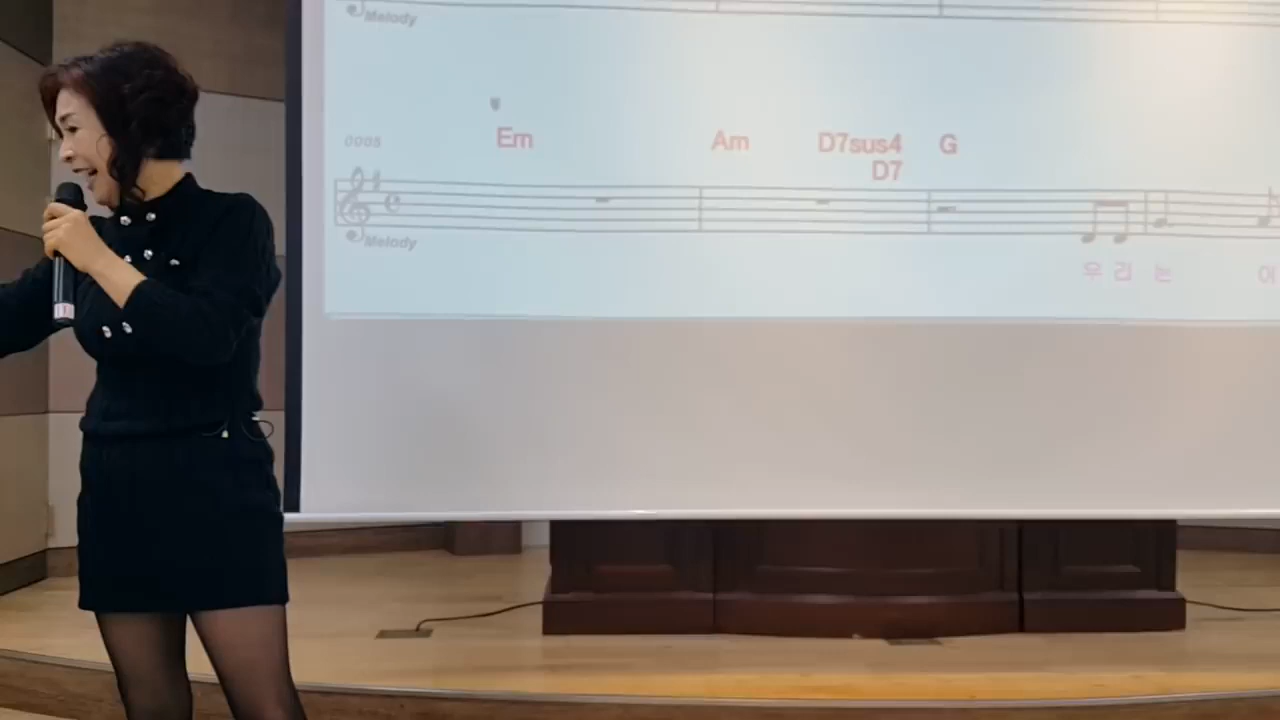 Melody
0005 Em Am D7sus4 G
D7
Melody
우 리 는